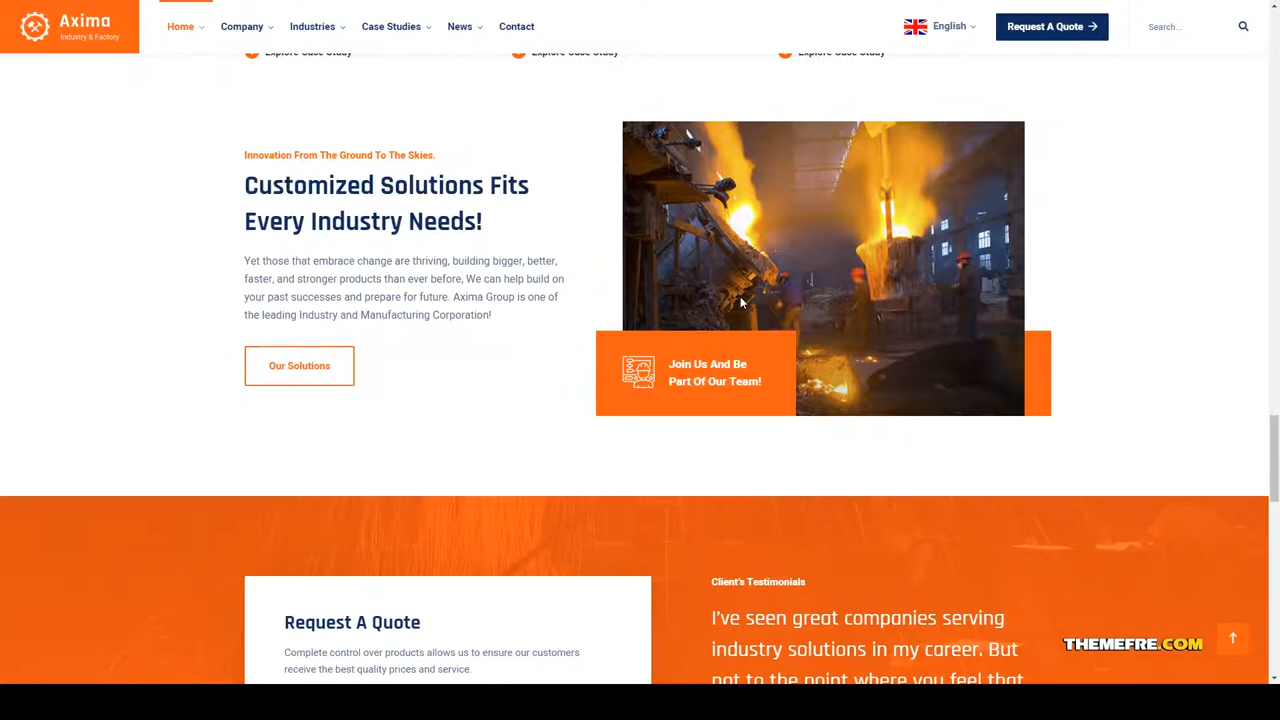 Axima
Industry & Factory
Home
Company
Industries
Case Studies
News
Contact
English
Request A Quote
Search...
Explore Case Study
Explore Case Study
Explore Case Study
Innovation From The Ground To The Skies.
Customized Solutions Fits
Every Industry Needs!
Yet those that embrace change are thriving, building bigger, better,
faster, and stronger products than ever before, We can help build on
your past successes and prepare for future. Axima Group is one of
the leading Industry and Manufacturing Corporation!
Our Solutions
Join Us And Be
Part Of Our Team!
Request A Quote
Complete control over products allows us to ensure our customers
receive the best quality prices and service.
Client's Testimonials
I've seen great companies serving
industry solutions in my career. But
not to the point where you feel that
THEMEFRE.COM